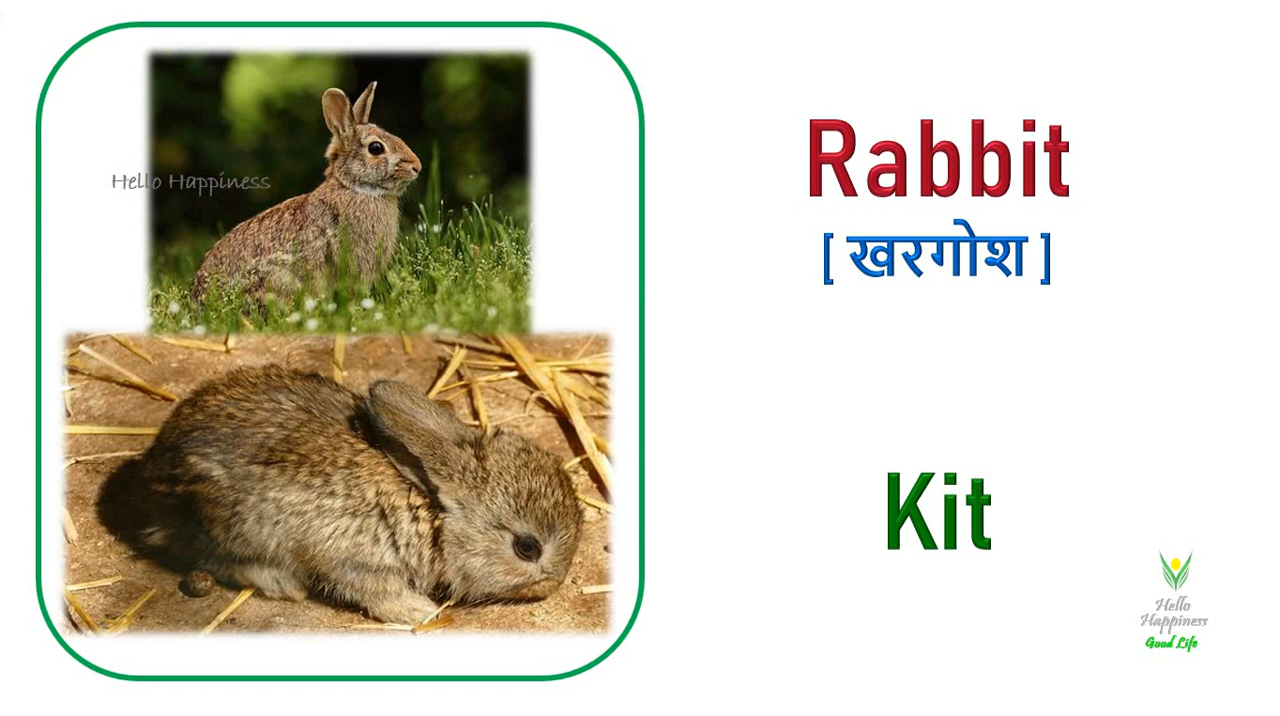 Hello Happiness
Rabbit
[ खरगोश ]
Kit
Hello
Happiness
Good Life